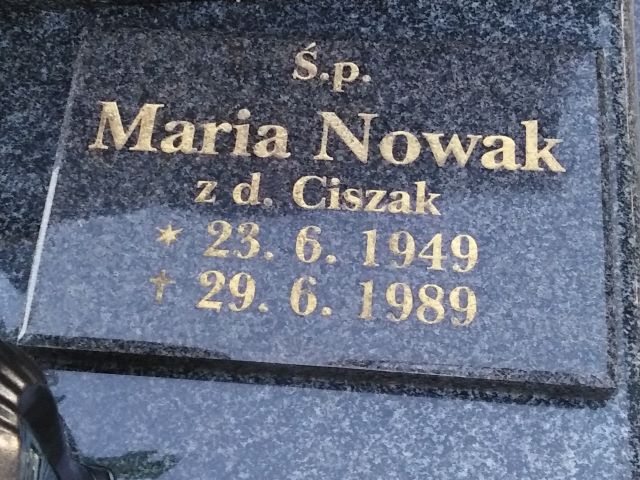 Ś.p.
Maria Nowak
z d. Ciszak
* 23. 6. 1949
† 29. 6. 1989